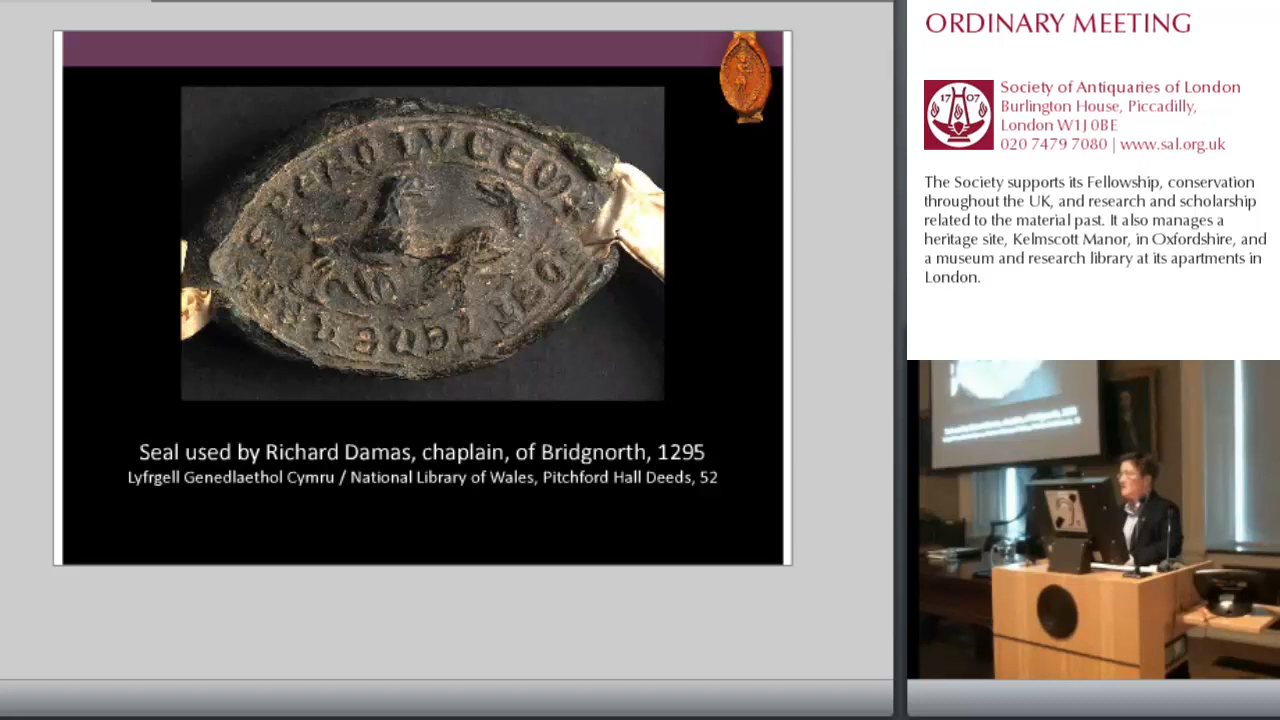 Seal used by Richard Damas, chaplain, of Bridgnorth, 1295
Lyfrgell Genedlaethol Cymru / National Library of Wales, Pitchford Hall Deeds, 52
ORDINARY MEETING
1707
Society of Antiquaries of London
Burlington House, Piccadilly,
London W1J 0BE
020 7479 7080 | www.sal.org.uk
The Society supports its Fellowship, conservation
throughout the UK, and research and scholarship
related to the material past. It also manages a
heritage site, Kelmscott Manor, in Oxfordshire, and
a museum and research library at its apartments in
London.